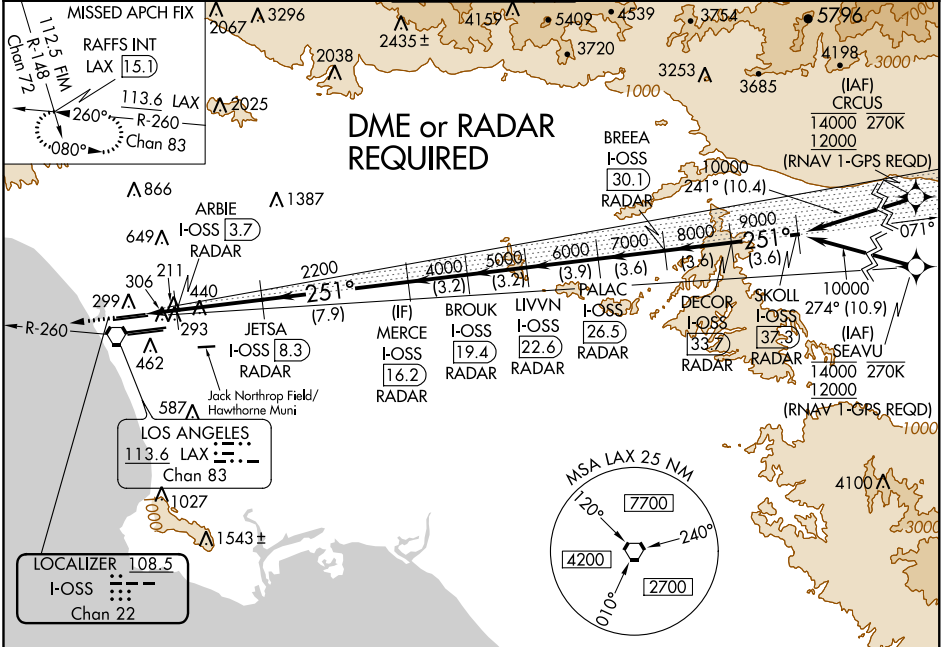 MISSED APCH FIX
112.5 FIM
R-148
Chan 72
RAFFS INT
LAX 15.1
113.6 LAX
R-260
Chan 83
260°
080°
2067
3296
2435±
4159
5409
4539
3754
5796
3720
2038
3253
3685
4198
3000
1000
2025
DME or RADAR
REQUIRED
(IAF)
CRCUS
14000 270K
12000
(RNAV 1-GPS REQD)
BREEA
I-OSS
30.1
RADAR
10000
241° (10.4)
071°
866
1387
649
ARBIE
I-OSS 3.7
RADAR
2200
251°
(7.9)
4000
(3.2)
5000
(3.2)
6000
(3.9)
7000
(3.6)
8000
(3.6)
9000
251°
(3.6)
10000
274° (10.9)
306
211
440
299
293
462
R-260
JETSA
I-OSS 8.3
RADAR
(IF)
MERCE
I-OSS
16.2
RADAR
BROUK
I-OSS
19.4
RADAR
LIVVN
I-OSS
22.6
RADAR
PALAC
I-OSS
26.5
RADAR
DECOR
I-OSS
33.7
RADAR
SKOLL
I-OSS
37.3
RADAR
(IAF)
SEAVU
14000 270K
12000
(RNAV 1-GPS REQD)
1000
Jack Northrop Field/
Hawthorne Muni
587
LOS ANGELES
113.6 LAX
Chan 83
1027
1543±
LOCALIZER 108.5
I-OSS
Chan 22
MSA LAX 25 NM
120°
7700
240°
4200
2700
010°
4100
3000